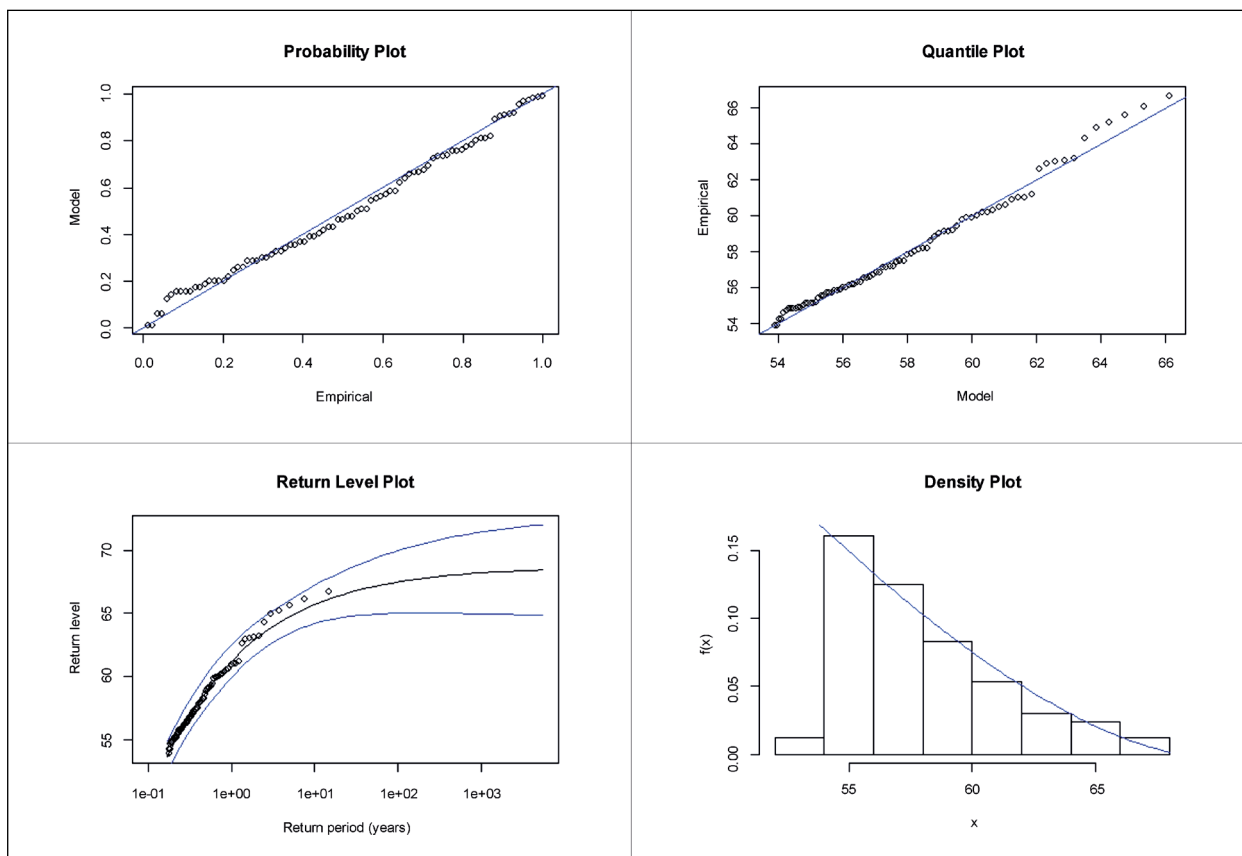 Probability Plot
Model
0.0 0.2 0.4 0.6 0.8 1.0
0.0 0.2 0.4 0.6 0.8 1.0
Empirical
Quantile Plot
Empirical
54 56 58 60 62 64 66
54 56 58 60 62 64 66
Model
Return Level Plot
Return level
55 60 65 70
1e-01 1e+00 1e+01 1e+02 1e+03
Return period (years)
Density Plot
f(x)
0.00 0.05 0.10 0.15
55 60 65
x